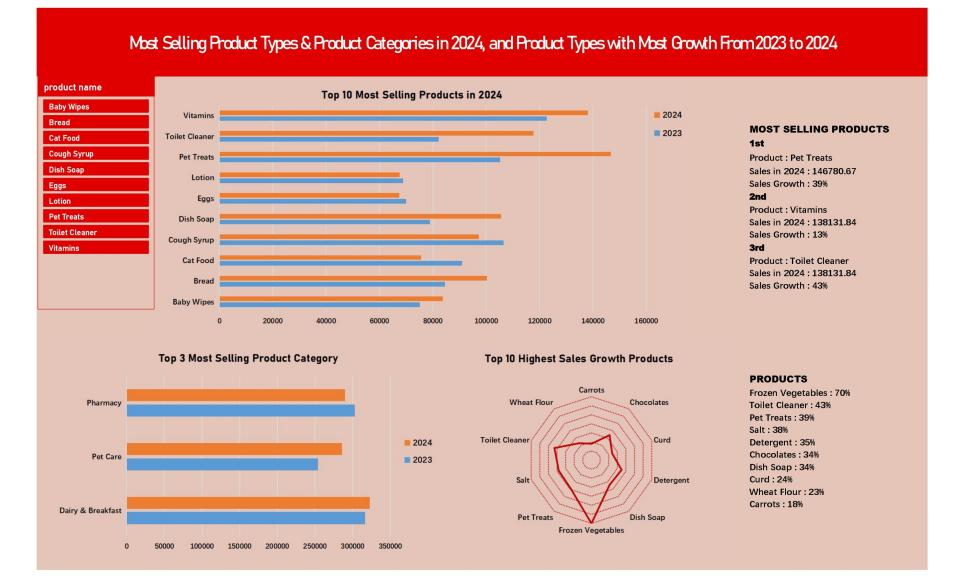 Most Selling Product Types & Product Categories in 2024, and Product Types with Most Growth From 2023 to 2024
product name
Baby Wipes
Bread
Cat Food
Cough Syrup
Dish Soap
Eggs
Lotion
Pet Treats
Toilet Cleaner
Vitamins
Top 10 Most Selling Products in 2024
Vitamins
Toilet Cleaner
Pet Treats
Lotion
Eggs
Dish Soap
Cough Syrup
Cat Food
Bread
Baby Wipes
0 20000 40000 60000 80000 100000 120000 140000 160000
2024
2023
MOST SELLING PRODUCTS
1st
Product : Pet Treats
Sales in 2024 : 146780.67
Sales Growth : 39%
2nd
Product : Vitamins
Sales in 2024 : 138131.84
Sales Growth : 13%
3rd
Product : Toilet Cleaner
Sales in 2024 : 138131.84
Sales Growth : 43%
Top 3 Most Selling Product Category
Pharmacy
Pet Care
Dairy & Breakfast
0 50000 100000 150000 200000 250000 300000 350000
2024
2023
Top 10 Highest Sales Growth Products
Carrots
Chocolates
Curd
Detergent
Dish Soap
Frozen Vegetables
Pet Treats
Salt
Toilet Cleaner
Wheat Flour
PRODUCTS
Frozen Vegetables : 70%
Toilet Cleaner : 43%
Pet Treats : 39%
Salt : 38%
Detergent : 35%
Chocolates : 34%
Dish Soap : 34%
Curd : 24%
Wheat Flour : 23%
Carrots : 18%